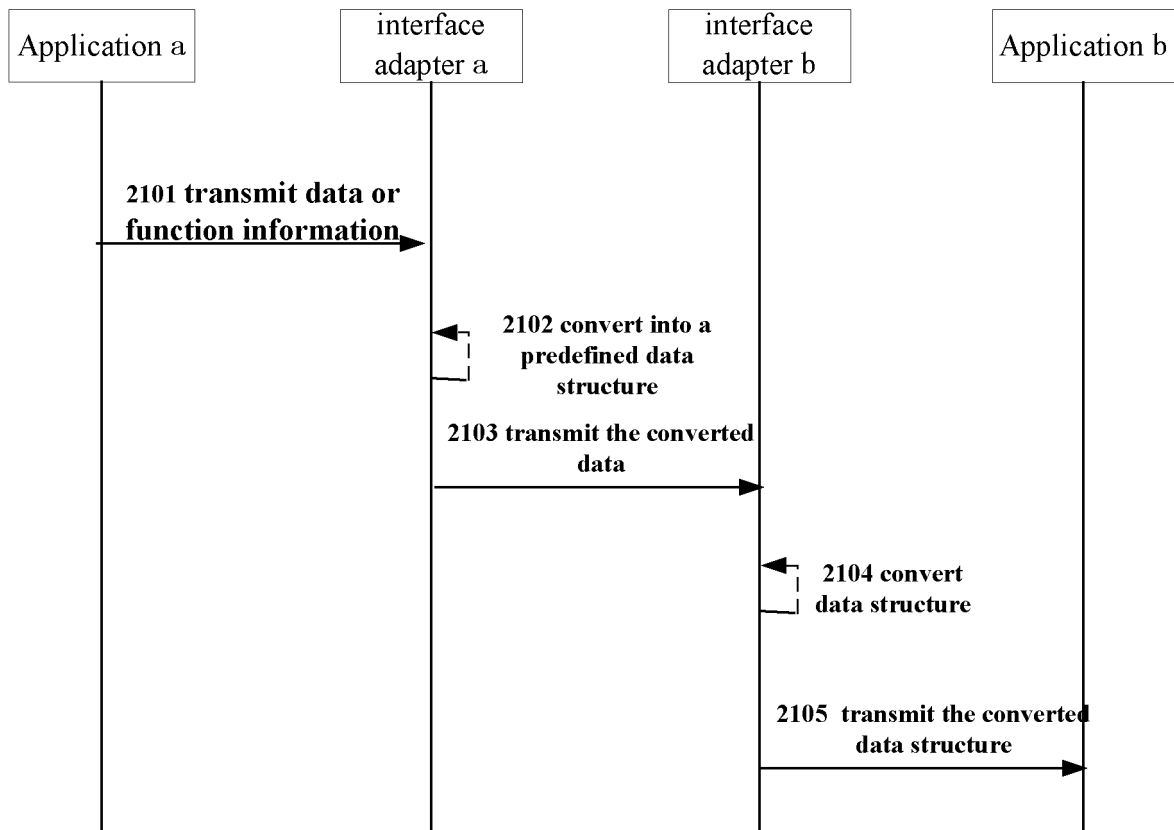 Application a
interface
adapter a
interface
adapter b
Application b
2101 transmit data or
function information
2102 convert into a
predefined data
structure
2103 transmit the converted
data
2104 convert
data structure
2105 transmit the converted
data structure